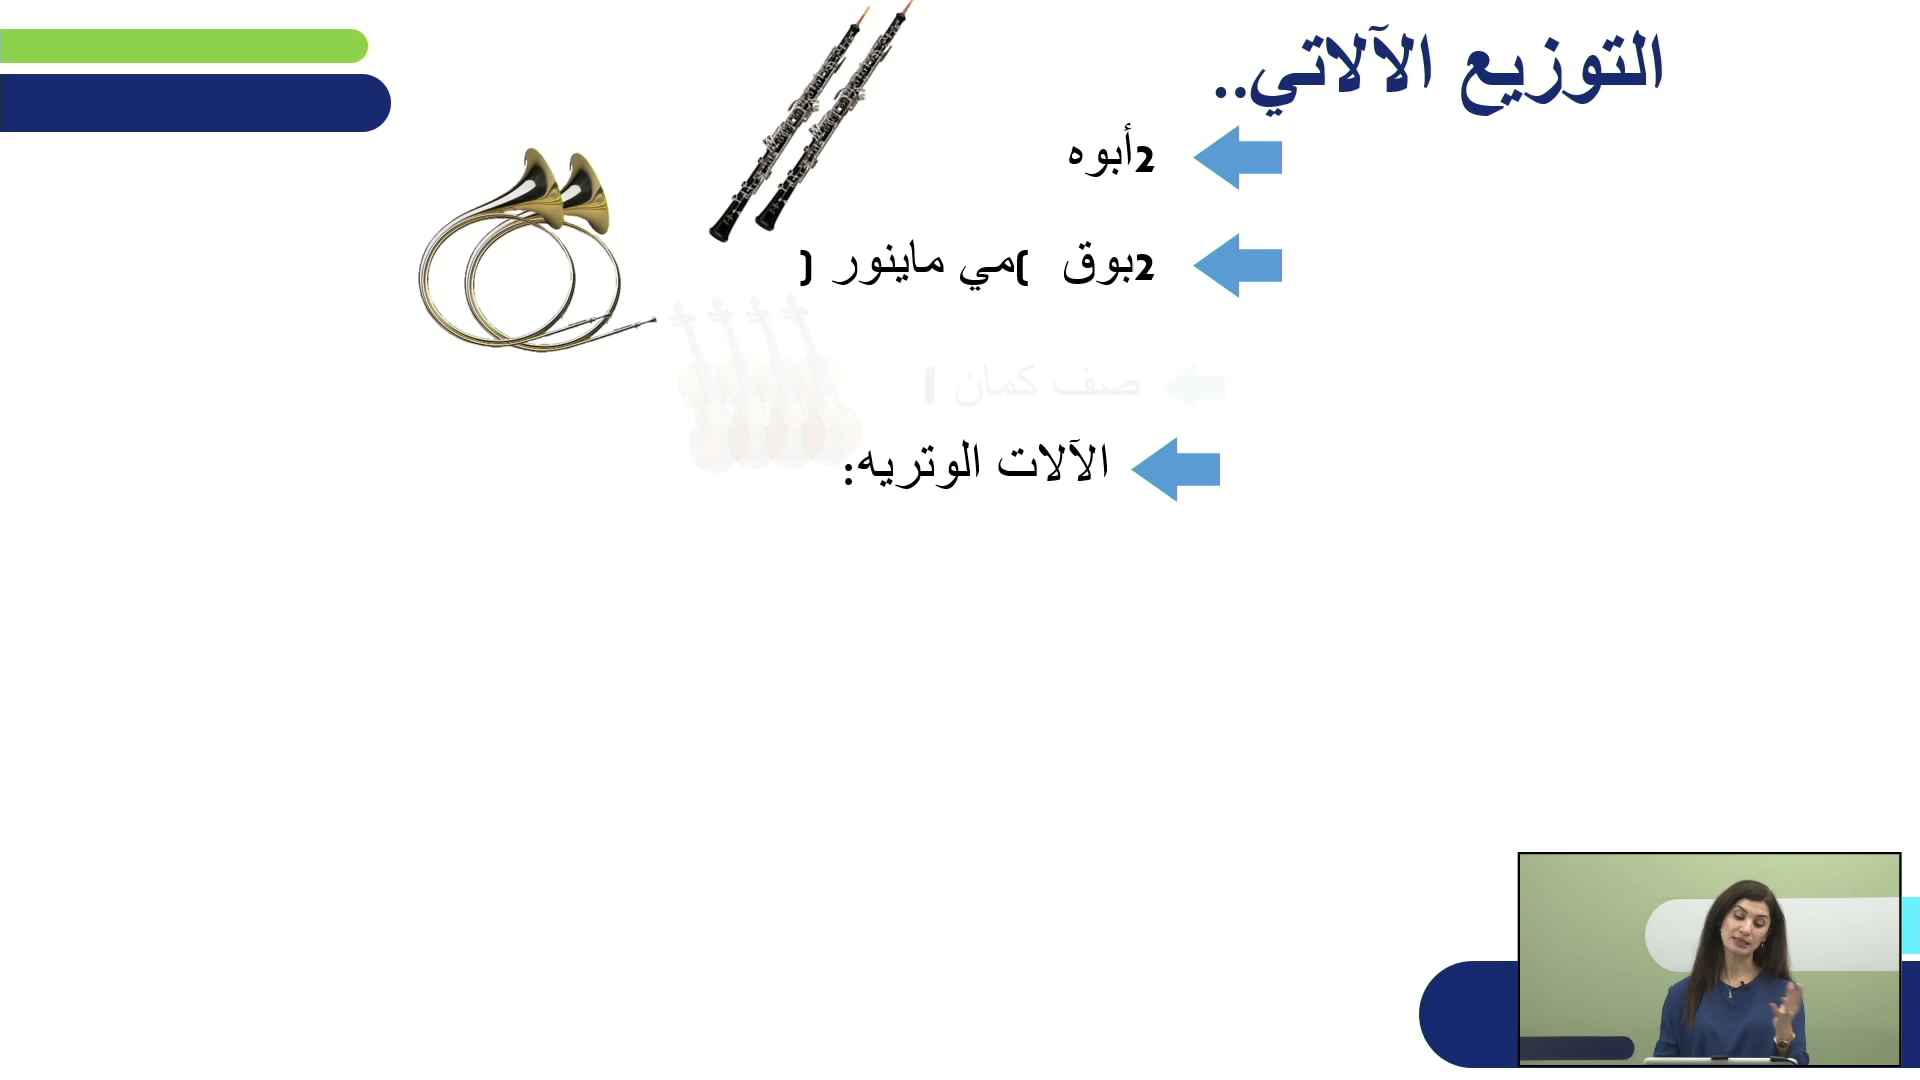 التوزيع الآلاتي..
2أبوه
2بوق )مي ماينور (
صف كمان I
الآلات الوتريه: